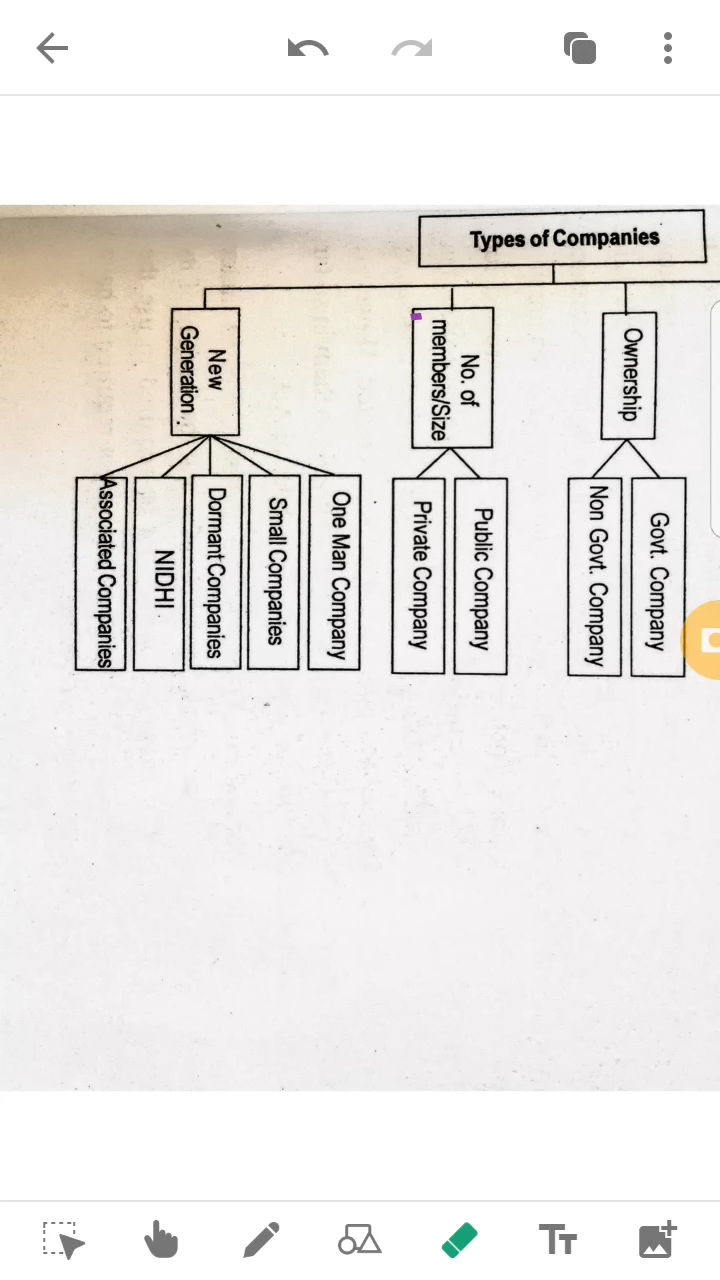 Types of Companies
New
Generation
No. of
members/Size
Ownership
Associated Companies
NIDHI
Dormant Companies
Small Companies
One Man Company
Private Company
Public Company
Non Govt. Company
Govt. Company
TT